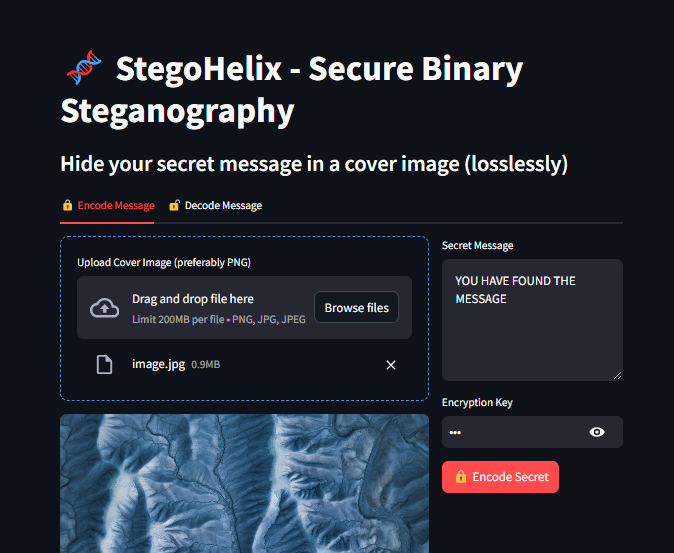 🧬 StegoHelix - Secure Binary
Steganography
Hide your secret message in a cover image (losslessly)
🔒 Encode Message
🔓 Decode Message
Upload Cover Image (preferably PNG)
Drag and drop file here
Limit 200MB per file • PNG, JPG, JPEG
Browse files
image.jpg 0.9MB
Secret Message
YOU HAVE FOUND THE
MESSAGE
Encryption Key
•••
🔒 Encode Secret